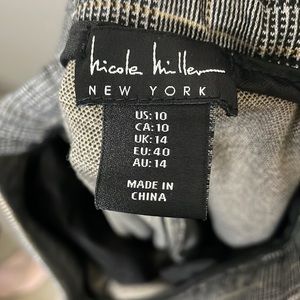 nicole miller
NEW YORK
US: 10
CA: 10
UK: 14
EU: 40
AU: 14
MADE IN
CHINA